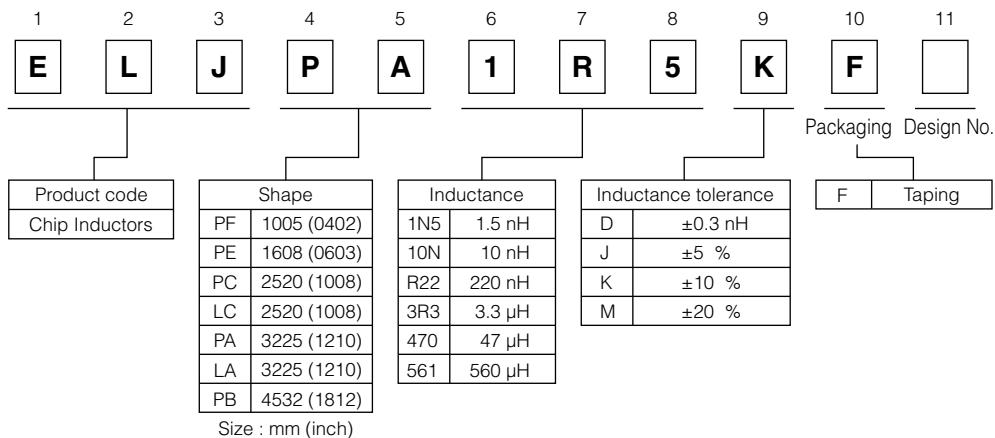 1 2 3 4 5 6 7 8 9 10 11
E L J P A 1 R 5 K F
Packaging Design No.
Product code
Chip Inductors
Shape
PF 1005 (0402)
PE 1608 (0603)
PC 2520 (1008)
LC 2520 (1008)
PA 3225 (1210)
LA 3225 (1210)
PB 4532 (1812)
Size : mm (inch)
Inductance
1N5 1.5 nH
10N 10 nH
R22 220 nH
3R3 3.3 µH
470 47 µH
561 560 µH
Inductance tolerance
D ±0.3 nH
J ±5 %
K ±10 %
M ±20 %
F Taping